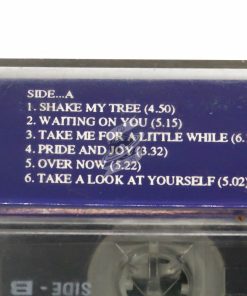 SIDE...A
1. SHAKE MY TREE (4.50)
2. WAITING ON YOU (5.15)
3. TAKE ME FOR A LITTLE WHILE (6.
4. PRIDE AND JOY (3.32)
5. OVER NOW (5.22)
6. TAKE A LOOK AT YOURSELF (5.02)
SIDE - B